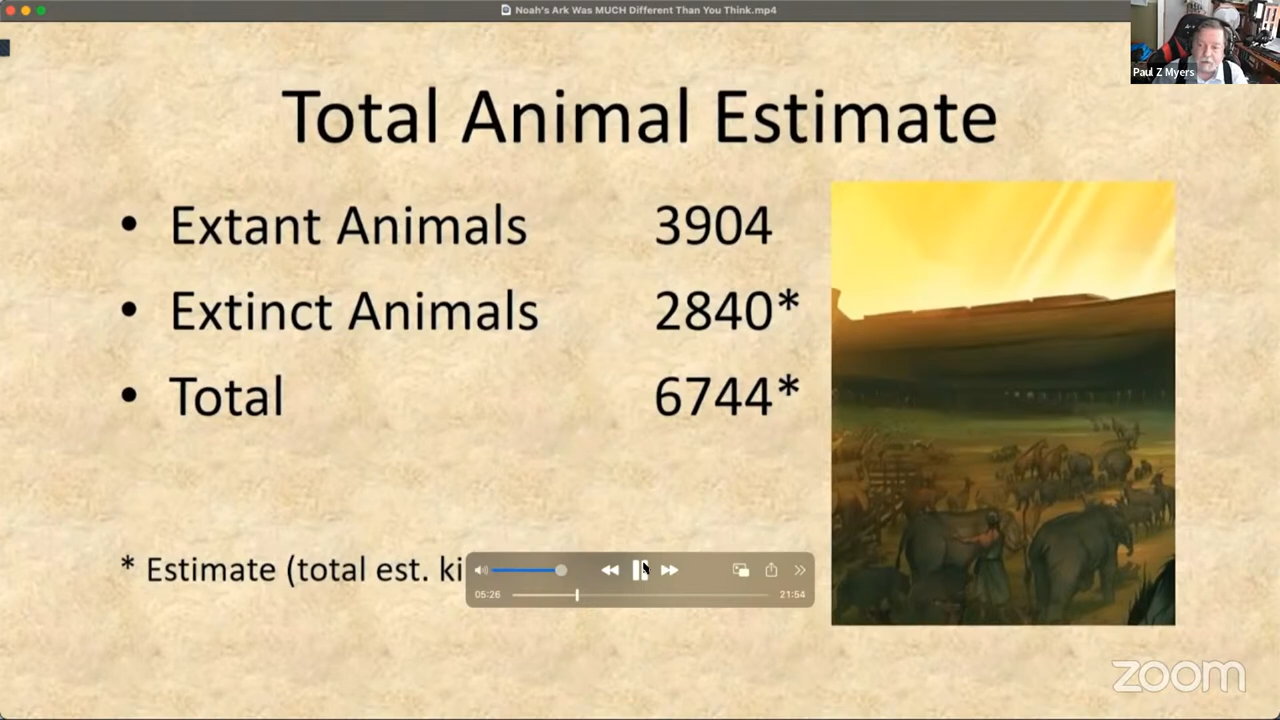 Noah's Ark Was MUCH Different Than You Think.mp4
Paul Z Myers
Total Animal Estimate
• Extant Animals 3904
• Extinct Animals 2840*
• Total 6744*
* Estimate (total est. ki
05:26 21:54
zoom